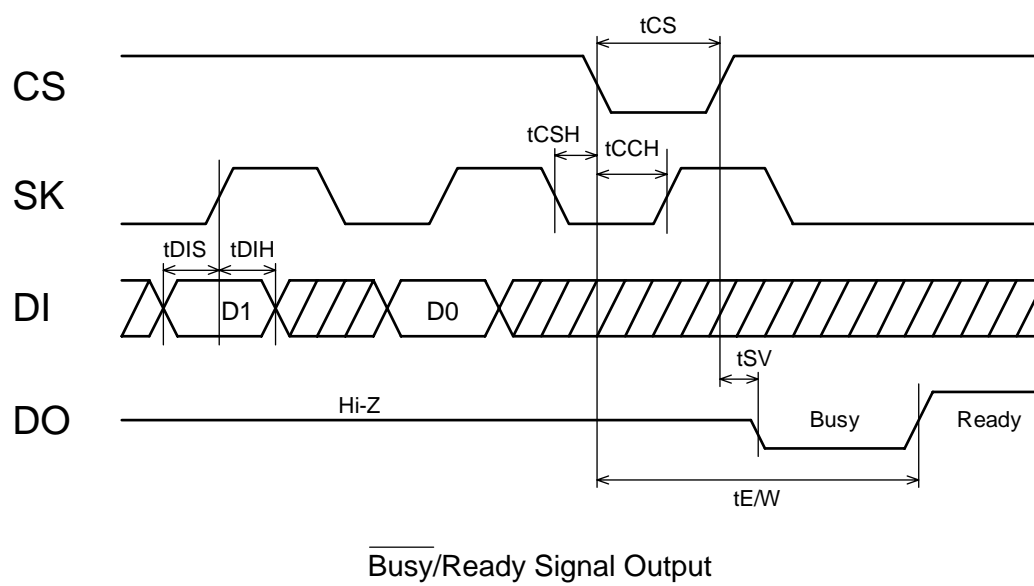 tCS
CS
tCSH
tCCH
SK
tDIS
tDIH
DI
D1
D0
tSV
Hi-Z
DO
Busy
Ready
tE/W
Busy/Ready Signal Output